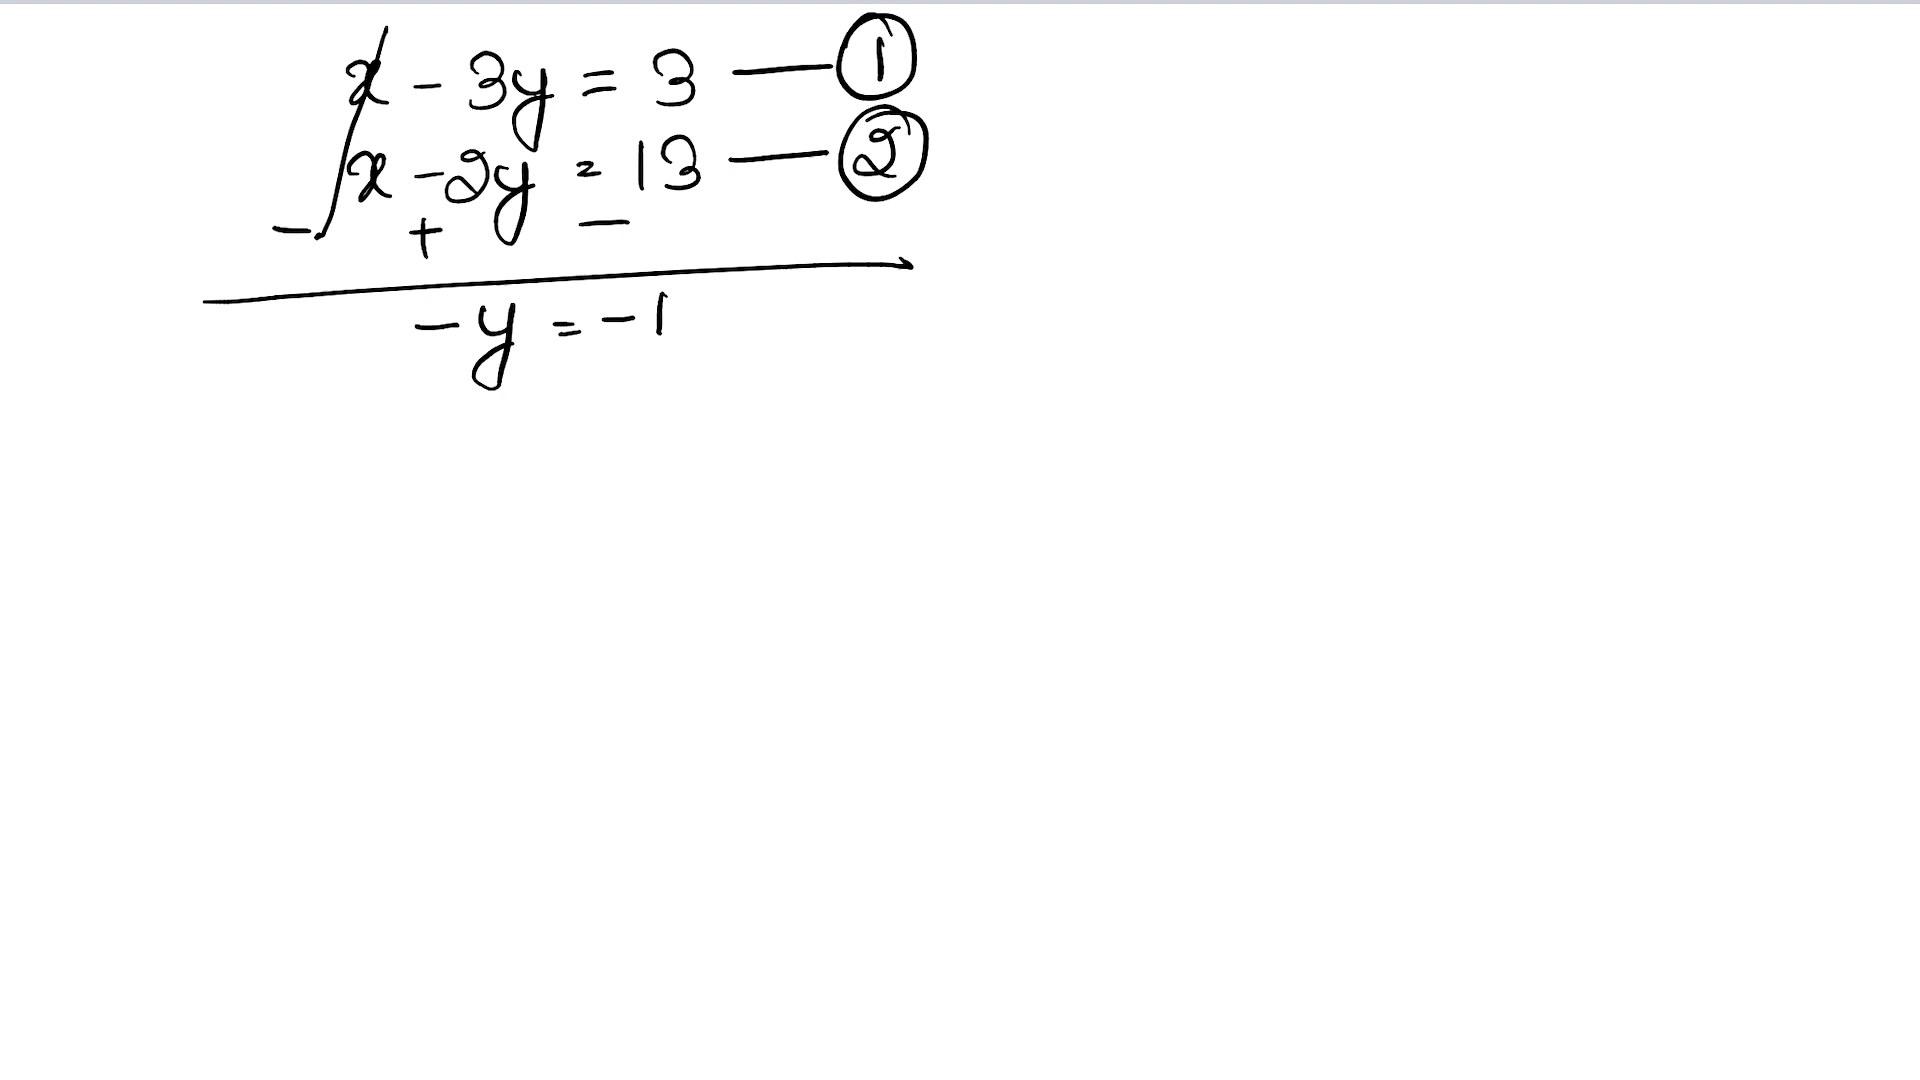 x - 3y = 3 — ①
x - 2y = 13 — ②
- + -
- y = - 1